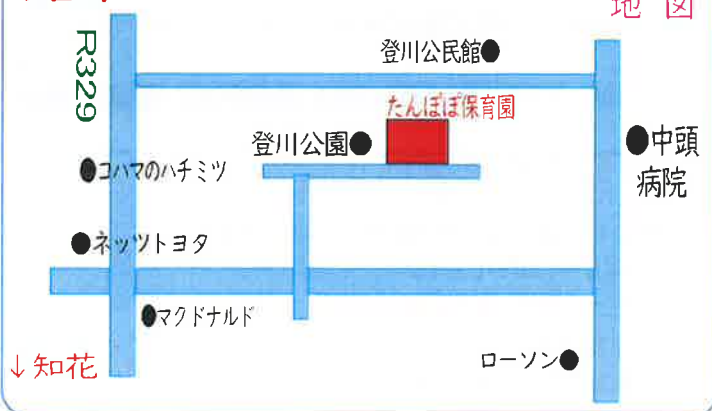 地図
R329
登川公民館
たんぽぽ保育園
登川公園
中頭
病院
コハマのハチミツ
ネッツトヨタ
マクドナルド
ローソン
↓知花